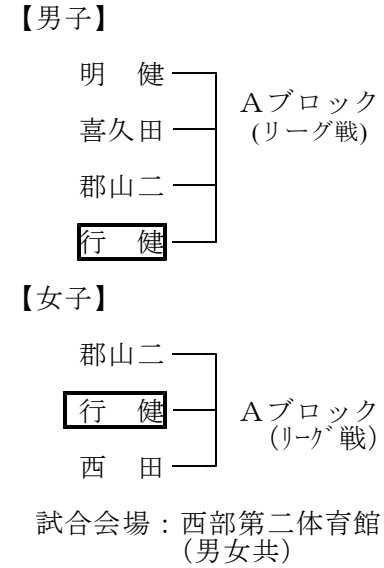 【男子】
明　健
Ａブロック
喜久田
(リーグ戦)
郡山二
行　健
【女子】
郡山二
行　健
Ａブロック
(ﾘｰｸﾞ戦)
西　田
試合会場：西部第二体育館
(男女共)